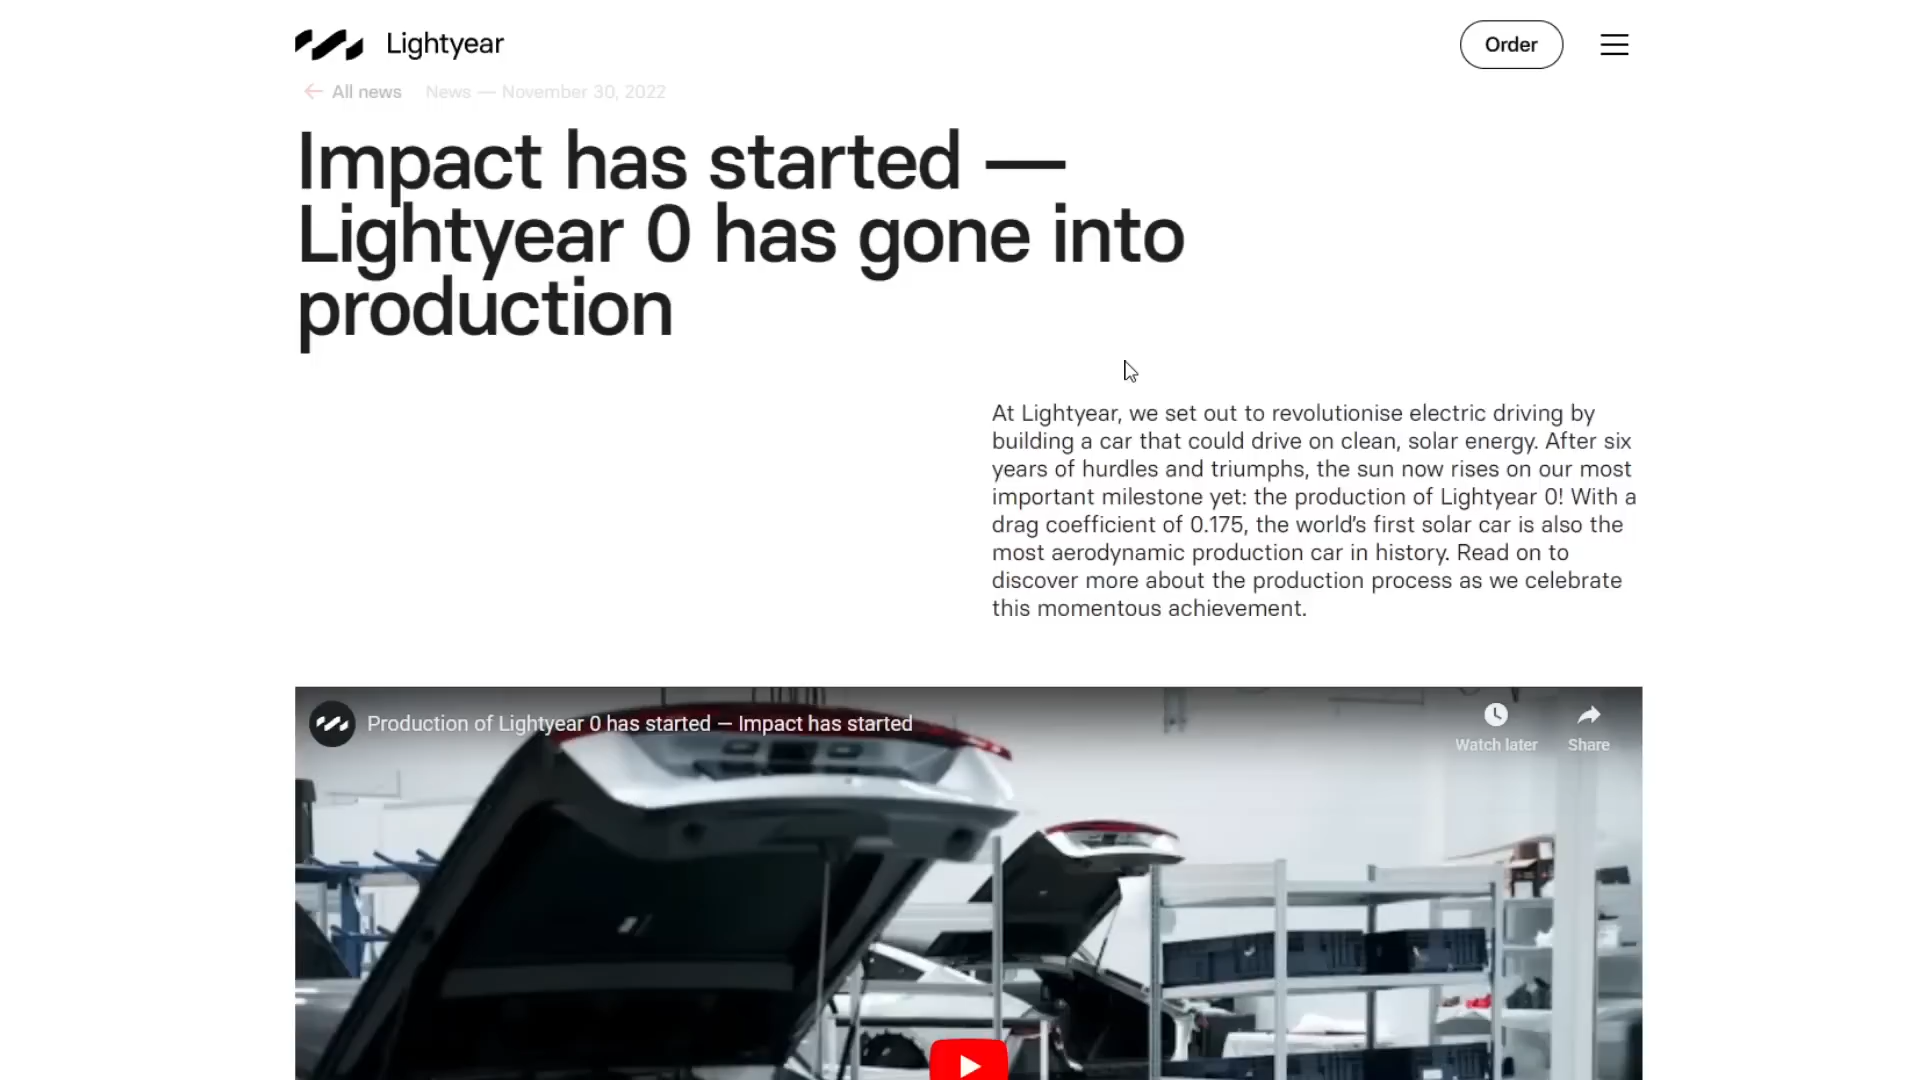 Lightyear
Order
All news
News — November 30, 2022
Impact has started —
Lightyear 0 has gone into
production
At Lightyear, we set out to revolutionise electric driving by
building a car that could drive on clean, solar energy. After six
years of hurdles and triumphs, the sun now rises on our most
important milestone yet: the production of Lightyear 0! With a
drag coefficient of 0.175, the world’s first solar car is also the
most aerodynamic production car in history. Read on to
discover more about the production process as we celebrate
this momentous achievement.
Production of Lightyear 0 has started – Impact has started
Watch later
Share